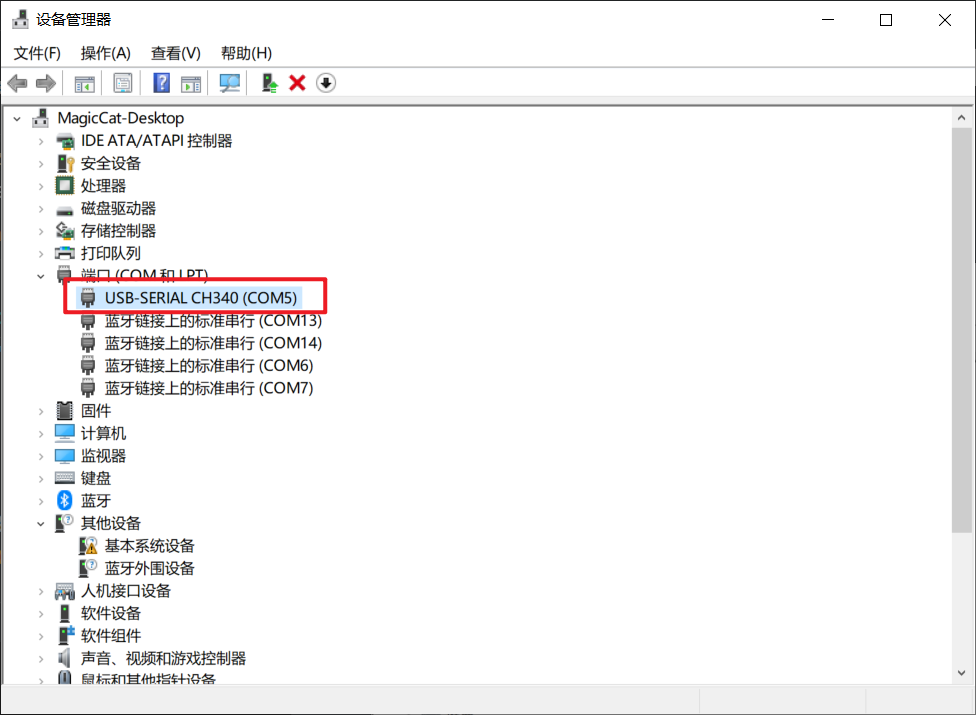 设备管理器
文件(F) 操作(A) 查看(V) 帮助(H)
MagicCat-Desktop
IDE ATA/ATAPI 控制器
安全设备
处理器
磁盘驱动器
存储控制器
打印队列
端口 (COM 和 LPT)
USB-SERIAL CH340 (COM5)
蓝牙链接上的标准串行 (COM13)
蓝牙链接上的标准串行 (COM14)
蓝牙链接上的标准串行 (COM6)
蓝牙链接上的标准串行 (COM7)
固件
计算机
监视器
键盘
蓝牙
其他设备
基本系统设备
蓝牙外围设备
人机接口设备
软件设备
软件组件
声音、视频和游戏控制器
鼠标和其他指针设备